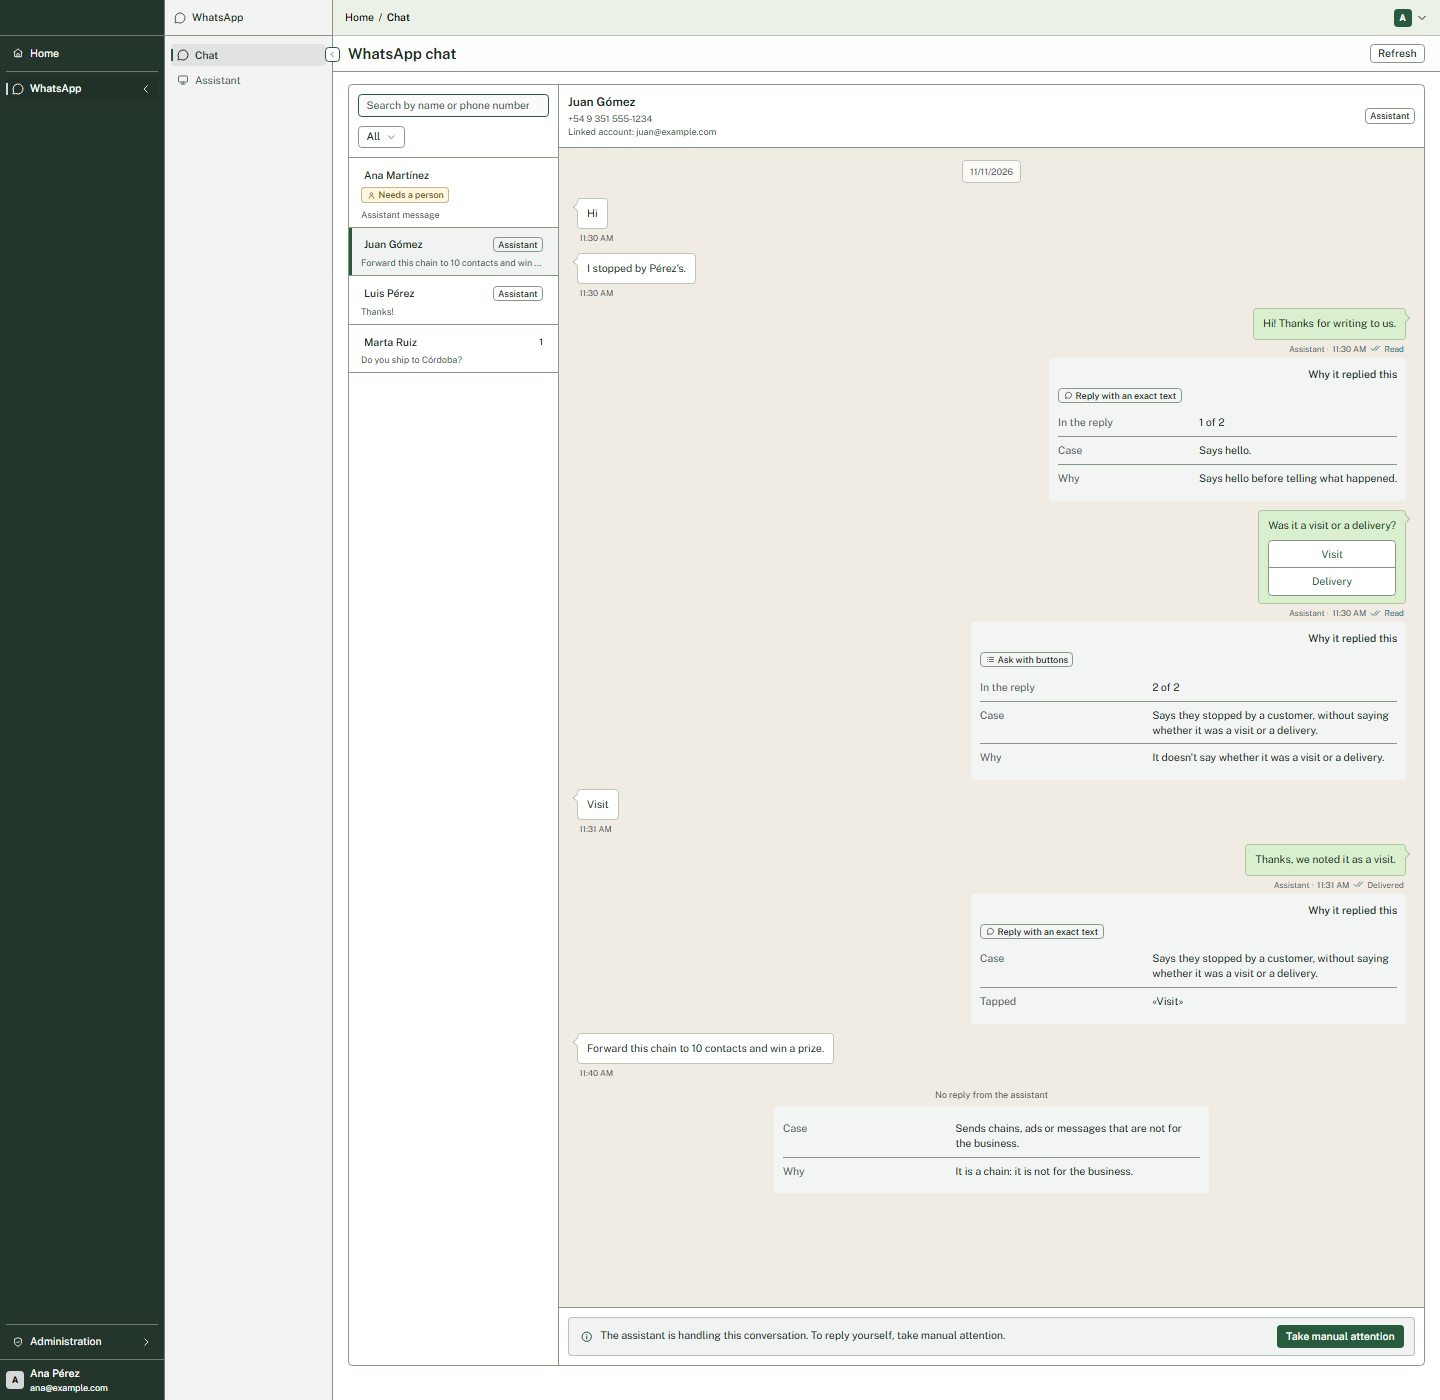 WhatsApp
Home / Chat
A
Home
WhatsApp
Chat
Assistant
WhatsApp chat
Refresh
Search by name or phone number
All
Ana Martínez
Needs a person
Assistant message
Juan Gómez
Assistant
Forward this chain to 10 contacts and win ...
Luis Pérez
Assistant
Thanks!
Marta Ruiz
1
Do you ship to Córdoba?
Juan Gómez
+54 9 351 555-1234
Linked account: juan@example.com
Assistant
11/11/2026
Hi
11:30 AM
I stopped by Pérez's.
11:30 AM
Hi! Thanks for writing to us.
Assistant · 11:30 AM Read
Why it replied this
Reply with an exact text
In the reply 1 of 2
Case Says hello.
Why Says hello before telling what happened.
Was it a visit or a delivery?
Visit
Delivery
Assistant · 11:30 AM Read
Why it replied this
Ask with buttons
In the reply 2 of 2
Case Says they stopped by a customer, without saying
whether it was a visit or a delivery.
Why It doesn't say whether it was a visit or a delivery.
Visit
11:31 AM
Thanks, we noted it as a visit.
Assistant · 11:31 AM Delivered
Why it replied this
Reply with an exact text
Case Says they stopped by a customer, without saying
whether it was a visit or a delivery.
Tapped «Visit»
Forward this chain to 10 contacts and win a prize.
11:40 AM
No reply from the assistant
Case Sends chains, ads or messages that are not for
the business.
Why It is a chain: it is not for the business.
The assistant is handling this conversation. To reply yourself, take manual attention.
Take manual attention
Administration
A
Ana Pérez
ana@example.com